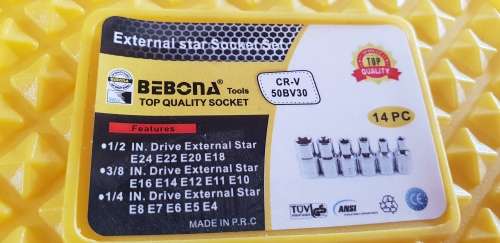 External star Socket Set
BEBONA® Tools
TOP QUALITY SOCKET
CR-V
50BV30
TOP
QUALITY
14 PC
Features
•1/2 IN. Drive External Star
E24 E22 E20 E18
•3/8 IN. Drive External Star
E16 E14 E12 E11 E10
•1/4 IN. Drive External Star
E8 E7 E6 E5 E4
MADE IN P.R.C
TÜV GS
ANSI
CE